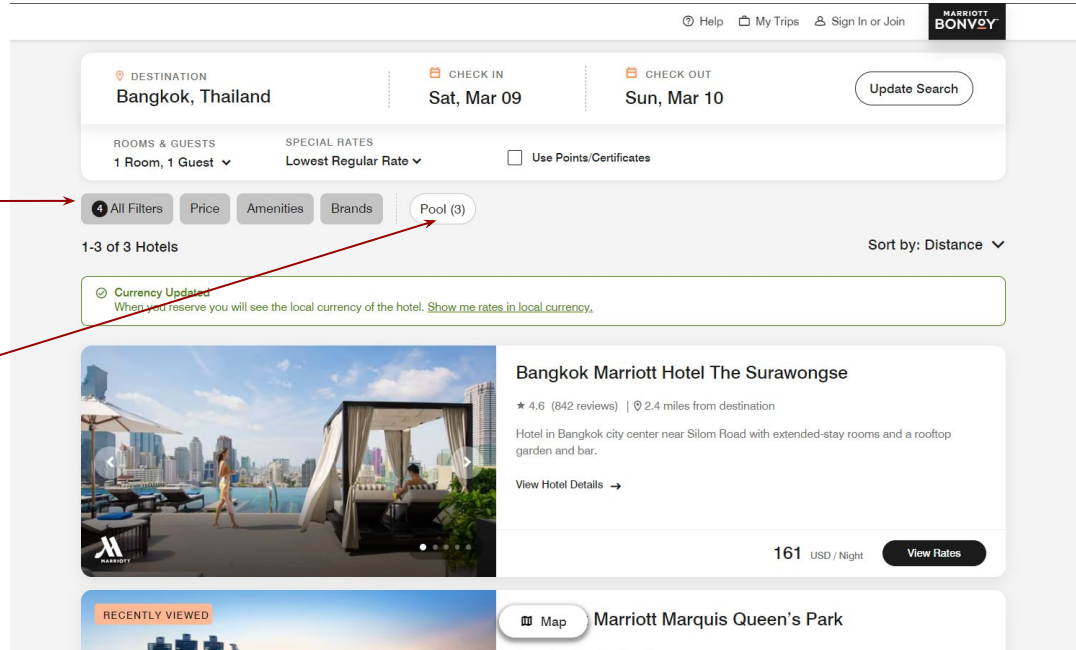 Help My Trips Sign In or Join MARRIOTT BONVOY
DESTINATION
Bangkok, Thailand
CHECK IN
Sat, Mar 09
CHECK OUT
Sun, Mar 10
Update Search
ROOMS & GUESTS
1 Room, 1 Guest
SPECIAL RATES
Lowest Regular Rate
Use Points/Certificates
4 All Filters Price Amenities Brands Pool (3)
1-3 of 3 Hotels
Sort by: Distance
Currency Updated
When you reserve you will see the local currency of the hotel. Show me rates in local currency.
Bangkok Marriott Hotel The Surawongse
4.6 (842 reviews) | 2.4 miles from destination
Hotel in Bangkok city center near Silom Road with extended-stay rooms and a rooftop
garden and bar.
View Hotel Details →
MARRIOTT
161 USD / Night View Rates
RECENTLY VIEWED
Map
Marriott Marquis Queen's Park